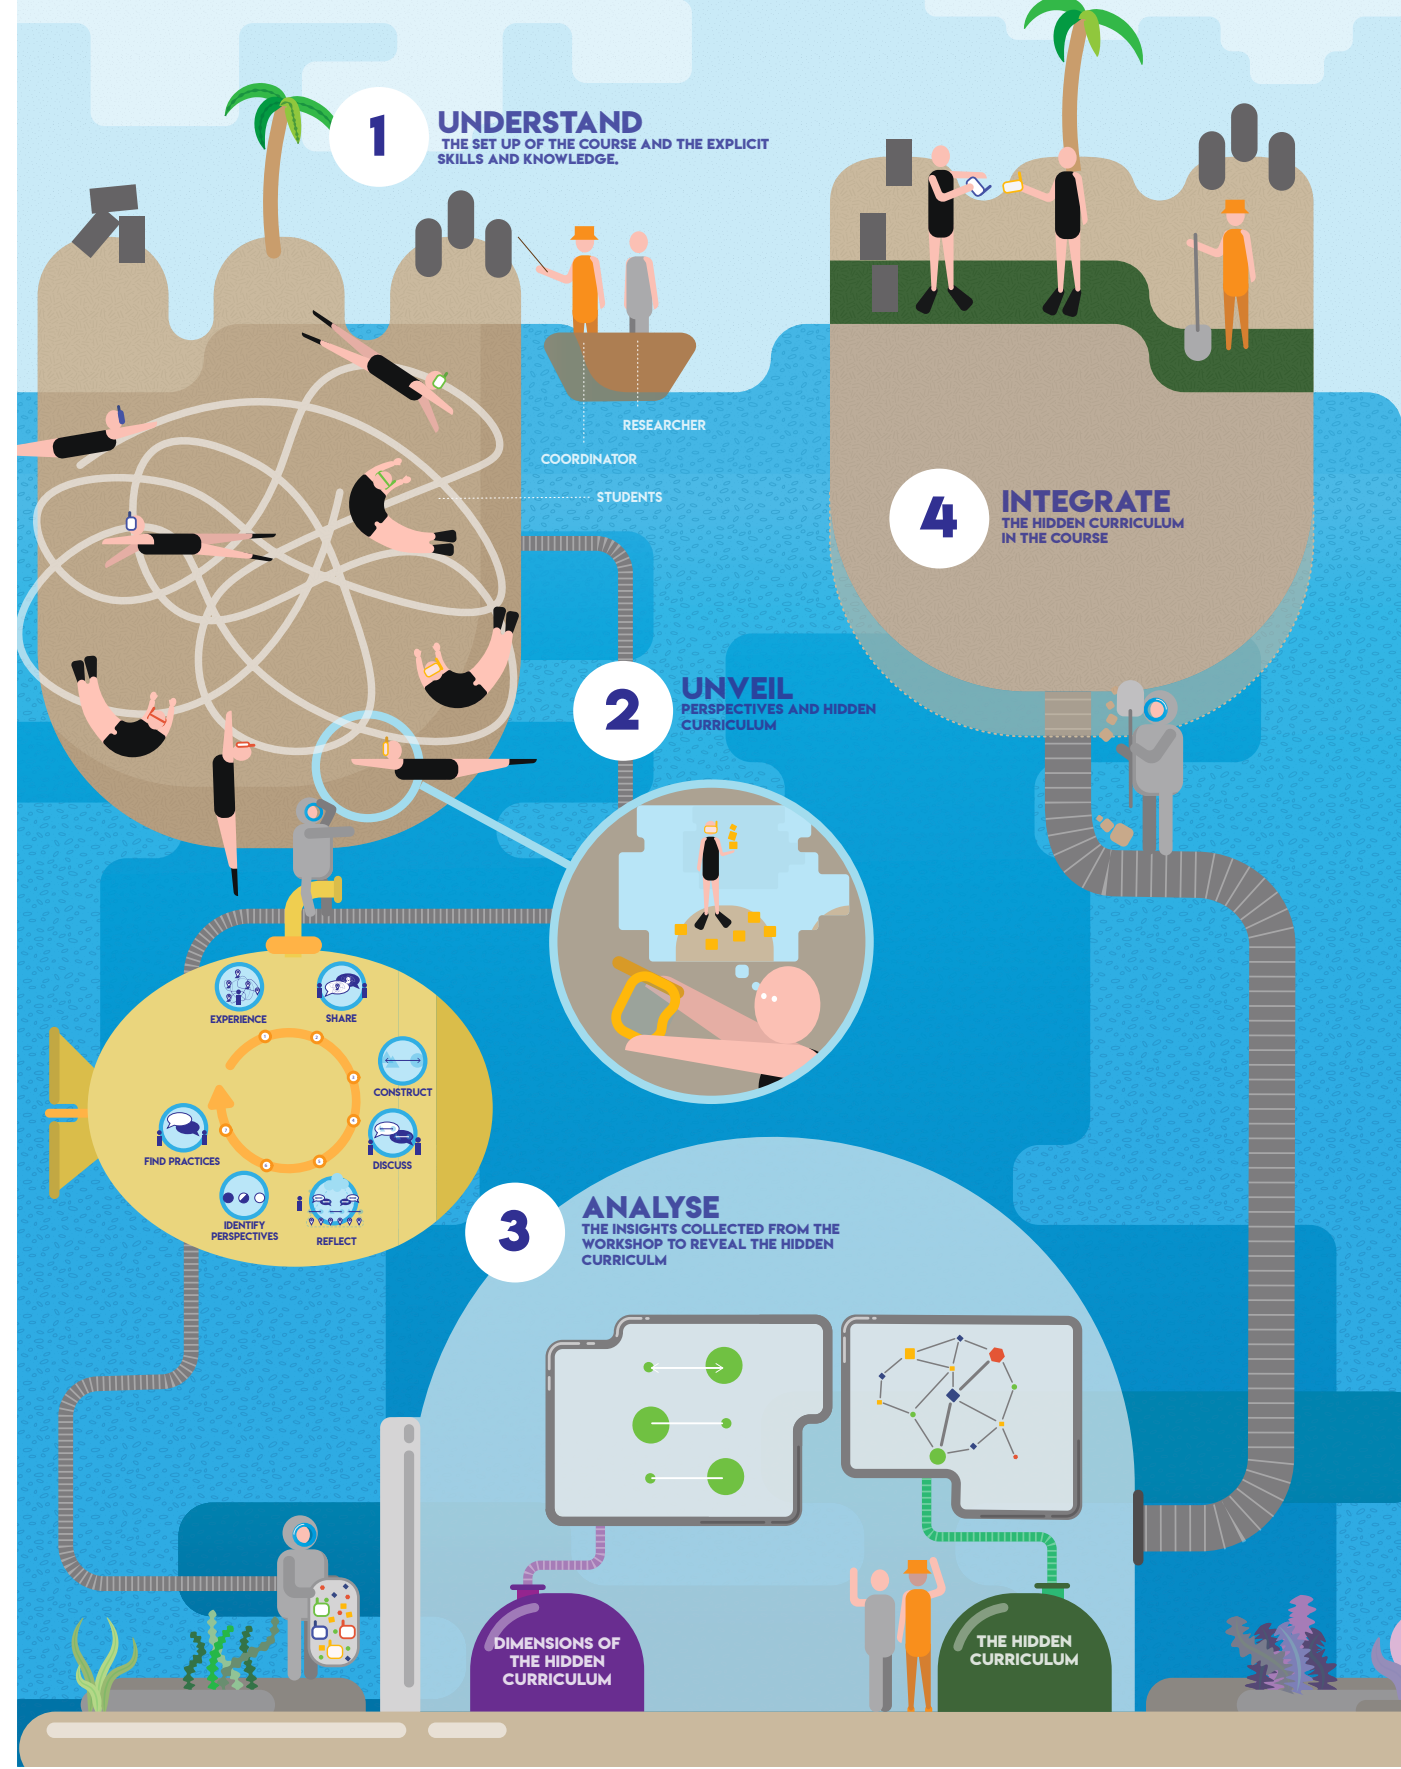 1
UNDERSTAND
THE SET UP OF THE COURSE AND THE EXPLICIT
SKILLS AND KNOWLEDGE.
RESEARCHER
COORDINATOR
STUDENTS
4
INTEGRATE
THE HIDDEN CURRICULUM
IN THE COURSE
2
UNVEIL
PERSPECTIVES AND HIDDEN
CURRICULUM
EXPERIENCE
SHARE
CONSTRUCT
DISCUSS
REFLECT
IDENTIFY
PERSPECTIVES
FIND PRACTICES
3
ANALYSE
THE INSIGHTS COLLECTED FROM THE
WORKSHOP TO REVEAL THE HIDDEN
CURRICULM
DIMENSIONS OF
THE HIDDEN
CURRICULUM
THE HIDDEN
CURRICULUM